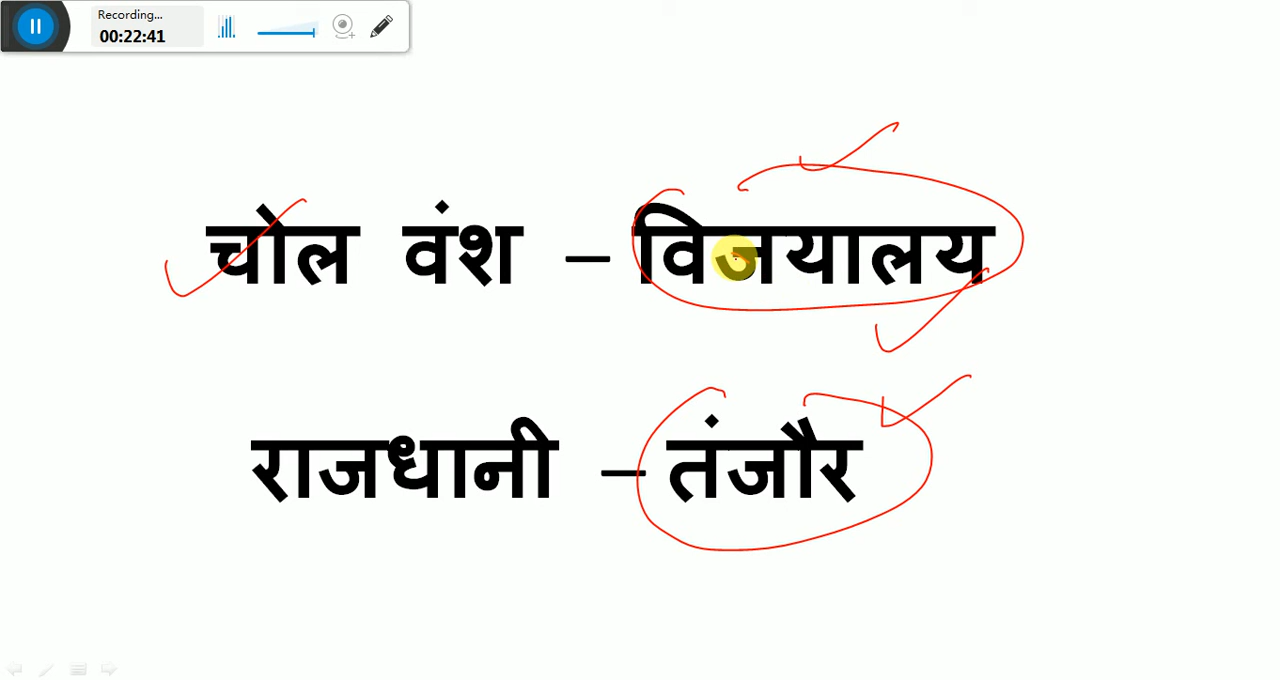 Recording...
00:22:41
चोल वंश – विजयालय
राजधानी – तंजौर